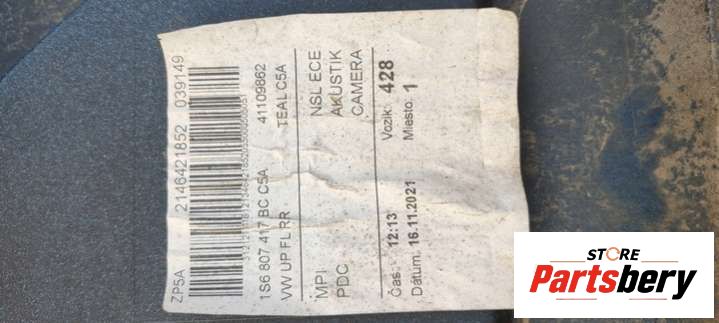 ZP5A 2146421852 039149
1S6 807 417 BC C5A 41109862
VW UP FL RR TEAL C5A
MPI NSL ECE
PDC AKUSTIK
CAMERA
Čas: 12:13 Vozik: 428
Dátum: 16.11.2021 Miesto: 1
STORE
Partsbery